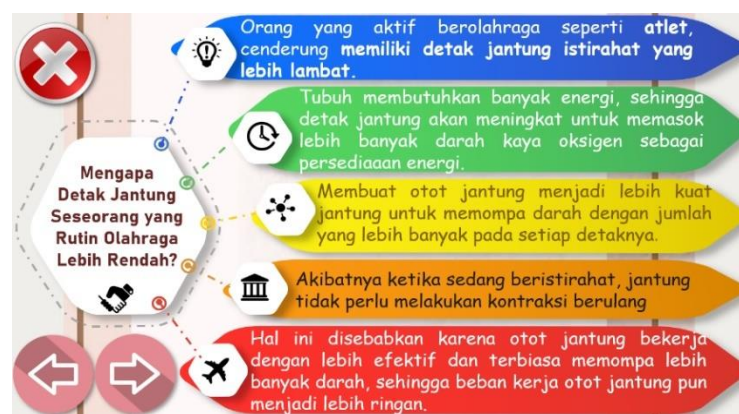 Mengapa
Detak Jantung
Seseorang yang
Rutin Olahraga
Lebih Rendah?
Orang yang aktif berolahraga seperti atlet,
cenderung memiliki detak jantung istirahat yang
lebih lambat.
Tubuh membutuhkan banyak energi, sehingga
detak jantung akan meningkat untuk memasok
lebih banyak darah kaya oksigen sebagai
persediaaan energi.
Membuat otot jantung menjadi lebih kuat
jantung untuk memompa darah dengan jumlah
yang lebih banyak pada setiap detaknya.
Akibatnya ketika sedang beristirahat, jantung
tidak perlu melakukan kontraksi berulang
Hal ini disebabkan karena otot jantung bekerja
dengan lebih efektif dan terbiasa memompa lebih
banyak darah, sehingga beban kerja otot jantung pun
menjadi lebih ringan.